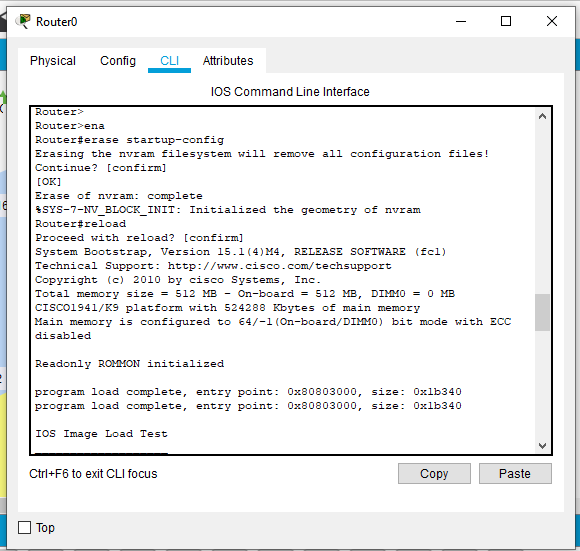 Router0
Physical Config CLI Attributes
IOS Command Line Interface
Router>
Router>ena
Router#erase startup-config
Erasing the nvram filesystem will remove all configuration files!
Continue? [confirm]
[OK]
Erase of nvram: complete
%SYS-7-NV_BLOCK_INIT: Initialized the geometry of nvram
Router#reload
Proceed with reload? [confirm]
System Bootstrap, Version 15.1(4)M4, RELEASE SOFTWARE (fc1)
Technical Support: http://www.cisco.com/techsupport
Copyright (c) 2010 by cisco Systems, Inc.
Total memory size = 512 MB - On-board = 512 MB, DIMM0 = 0 MB
CISCO1941/K9 platform with 524288 Kbytes of main memory
Main memory is configured to 64/-1(On-board/DIMM0) bit mode with ECC
disabled
Readonly ROMMON initialized
program load complete, entry point: 0x80803000, size: 0x1b340
program load complete, entry point: 0x80803000, size: 0x1b340
IOS Image Load Test
Ctrl+F6 to exit CLI focus
Copy Paste
Top